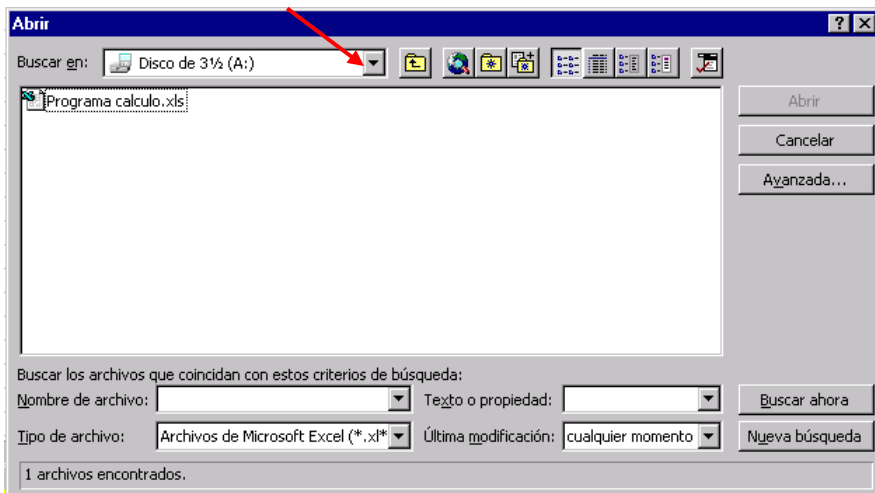 Abrir
Buscar en: Disco de 3½ (A:)
Programa calculo.xls
Abrir
Cancelar
Avanzada...
Buscar los archivos que coincidan con estos criterios de búsqueda:
Nombre de archivo: Texto o propiedad: Buscar ahora
Tipo de archivo: Archivos de Microsoft Excel (*.xl* Última modificación: cualquier momento Nueva búsqueda
1 archivos encontrados.